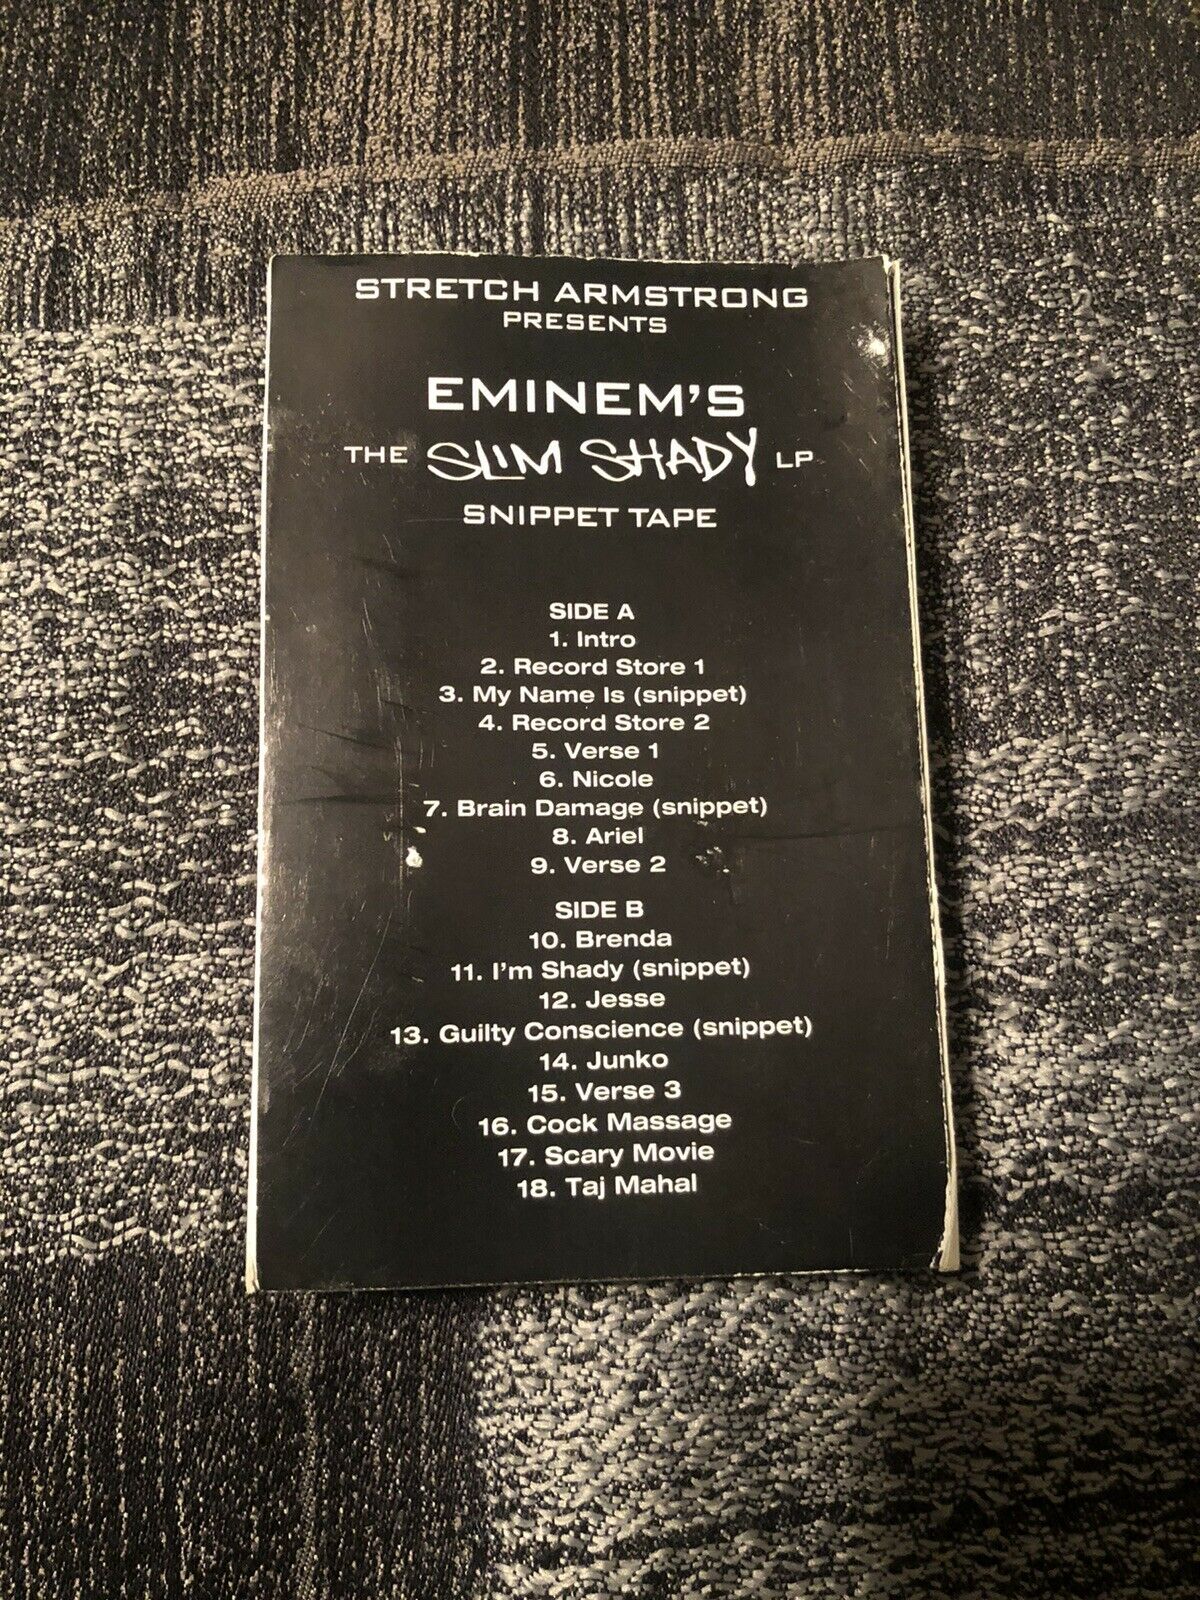 STRETCH ARMSTRONG
PRESENTS
EMINEM'S
THE SLIM SHADY LP
SNIPPET TAPE
SIDE A
1. Intro
2. Record Store 1
3. My Name Is (snippet)
4. Record Store 2
5. Verse 1
6. Nicole
7. Brain Damage (snippet)
8. Ariel
9. Verse 2
SIDE B
10. Brenda
11. I'm Shady (snippet)
12. Jesse
13. Guilty Conscience (snippet)
14. Junko
15. Verse 3
16. Cock Massage
17. Scary Movie
18. Taj Mahal